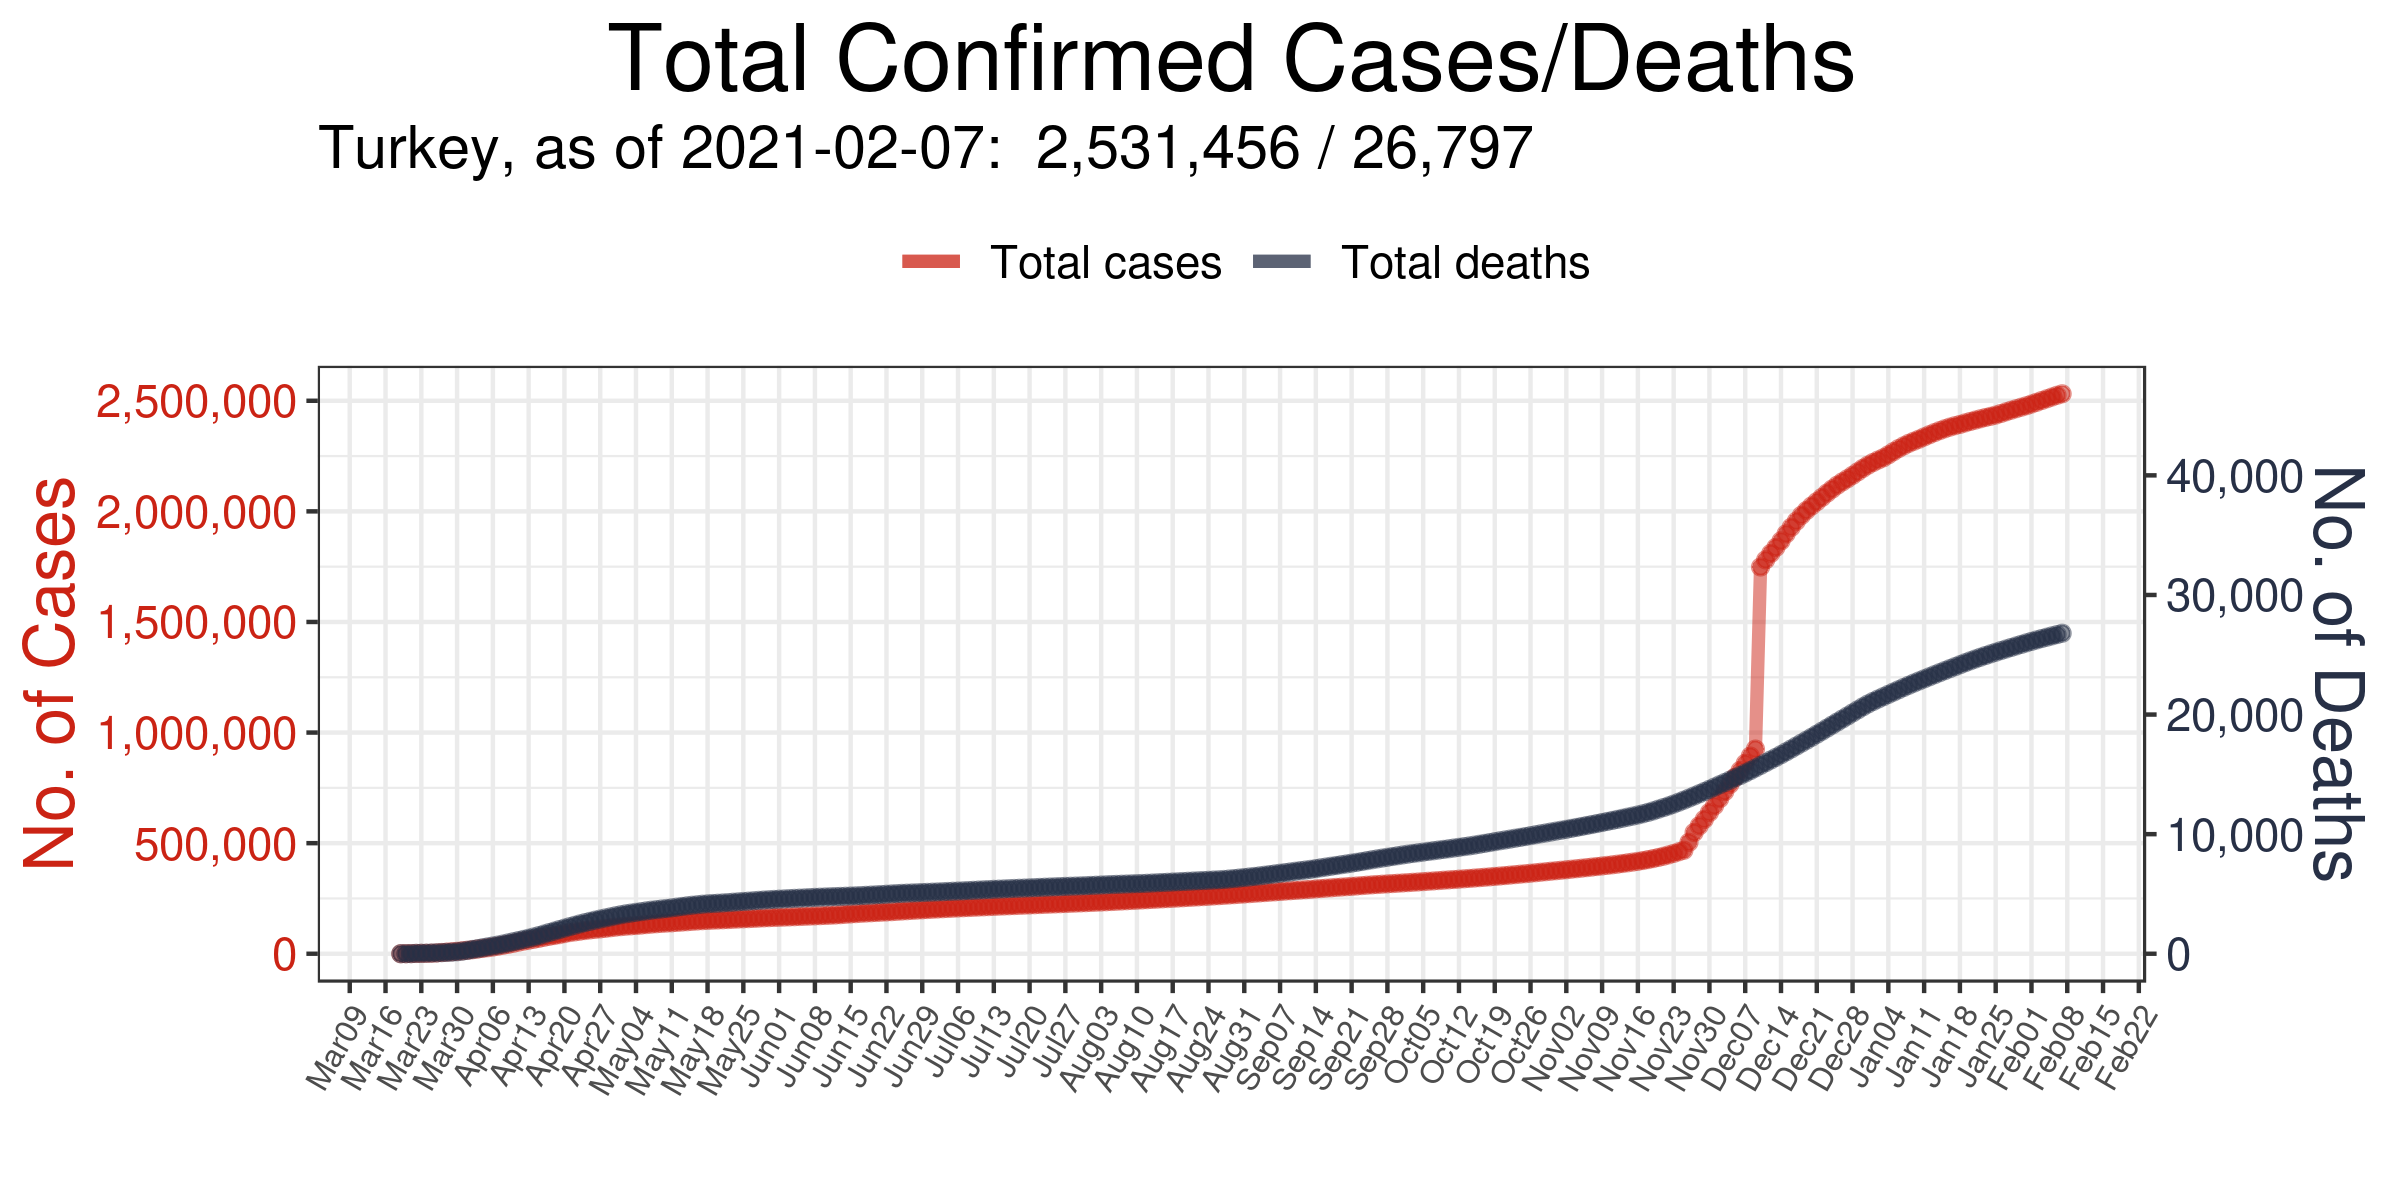 Total Confirmed Cases/Deaths
Turkey, as of 2021-02-07:  2,531,456 / 26,797
Total cases
Total deaths
No. of Cases
2,500,000
2,000,000
1,500,000
1,000,000
500,000
0
40,000
30,000
20,000
10,000
0
No. of Deaths
Mar09
Mar16
Mar23
Mar30
Apr06
Apr13
Apr20
Apr27
May04
May11
May18
May25
Jun01
Jun08
Jun15
Jun22
Jun29
Jul06
Jul13
Jul20
Jul27
Aug03
Aug10
Aug17
Aug24
Aug31
Sep07
Sep14
Sep21
Sep28
Oct05
Oct12
Oct19
Oct26
Nov02
Nov09
Nov16
Nov23
Nov30
Dec07
Dec14
Dec21
Dec28
Jan04
Jan11
Jan18
Jan25
Feb01
Feb08
Feb15
Feb22